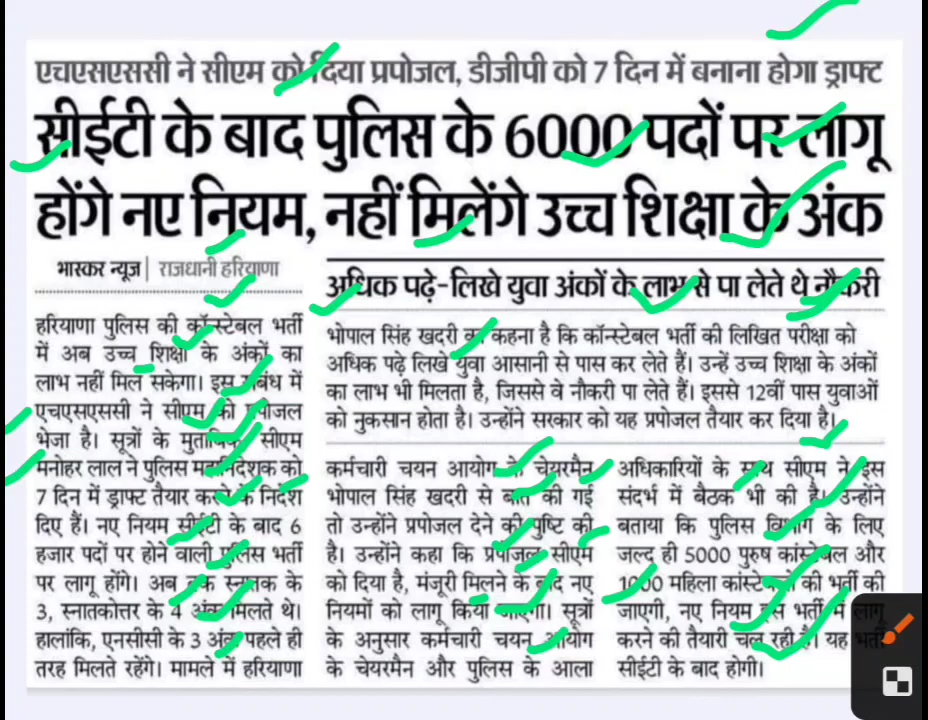 एचएसएससी ने सीएम को दिया प्रपोजल, डीजीपी को 7 दिन में बनाना होगा ड्राफ्ट
सीईटी के बाद पुलिस के 6000 पदों पर लागू
होंगे नए नियम, नहीं मिलेंगे उच्च शिक्षा के अंक
भास्कर न्यूज | राजधानी हरियाणा
हरियाणा पुलिस की कॉन्स्टेबल भर्ती
में अब उच्च शिक्षा के अंकों का
लाभ नहीं मिल सकेगा। इस संबंध में
एचएसएससी ने सीएम को प्रपोजल
भेजा है। सूत्रों के मुताबिक सीएम
मनोहर लाल ने पुलिस महानिदेशक को
7 दिन में ड्राफ्ट तैयार करने के निर्देश
दिए हैं। नए नियम सीईटी के बाद 6
हजार पदों पर होने वाली पुलिस भर्ती
पर लागू होंगे। अब तक स्नातक के
3, स्नातकोत्तर के 4 अंक मिलते थे।
हालांकि, एनसीसी के 3 अंक पहले ही
तरह मिलते रहेंगे। मामले में हरियाणा
अधिक पढ़े-लिखे युवा अंकों के लाभ से पा लेते थे नौकरी
भोपाल सिंह खदरी का कहना है कि कॉन्स्टेबल भर्ती की लिखित परीक्षा को
अधिक पढ़े लिखे युवा आसानी से पास कर लेते हैं। उन्हें उच्च शिक्षा के अंकों
का लाभ भी मिलता है, जिससे वे नौकरी पा लेते हैं। इससे 12वीं पास युवाओं
को नुकसान होता है। उन्होंने सरकार को यह प्रपोजल तैयार कर दिया है।
कर्मचारी चयन आयोग के चेयरमैन
भोपाल सिंह खदरी से बात की गई
तो उन्होंने प्रपोजल देने की पुष्टि की
है। उन्होंने कहा कि प्रपोजल सीएम
को दिया है, मंजूरी मिलने के बाद नए
नियमों को लागू किया जाएगा। सूत्रों
के अनुसार कर्मचारी चयन आयोग
के चेयरमैन और पुलिस के आला
अधिकारियों के साथ सीएम ने इस
संदर्भ में बैठक भी की है। उन्होंने
बताया कि पुलिस विभाग के लिए
जल्द ही 5000 पुरुष कांस्टेबल और
1000 महिला कांस्टेबलों की भर्ती की
जाएगी, नए नियम इस भर्ती में लागू
करने की तैयारी चल रही है। यह भर्ती
सीईटी के बाद होगी।